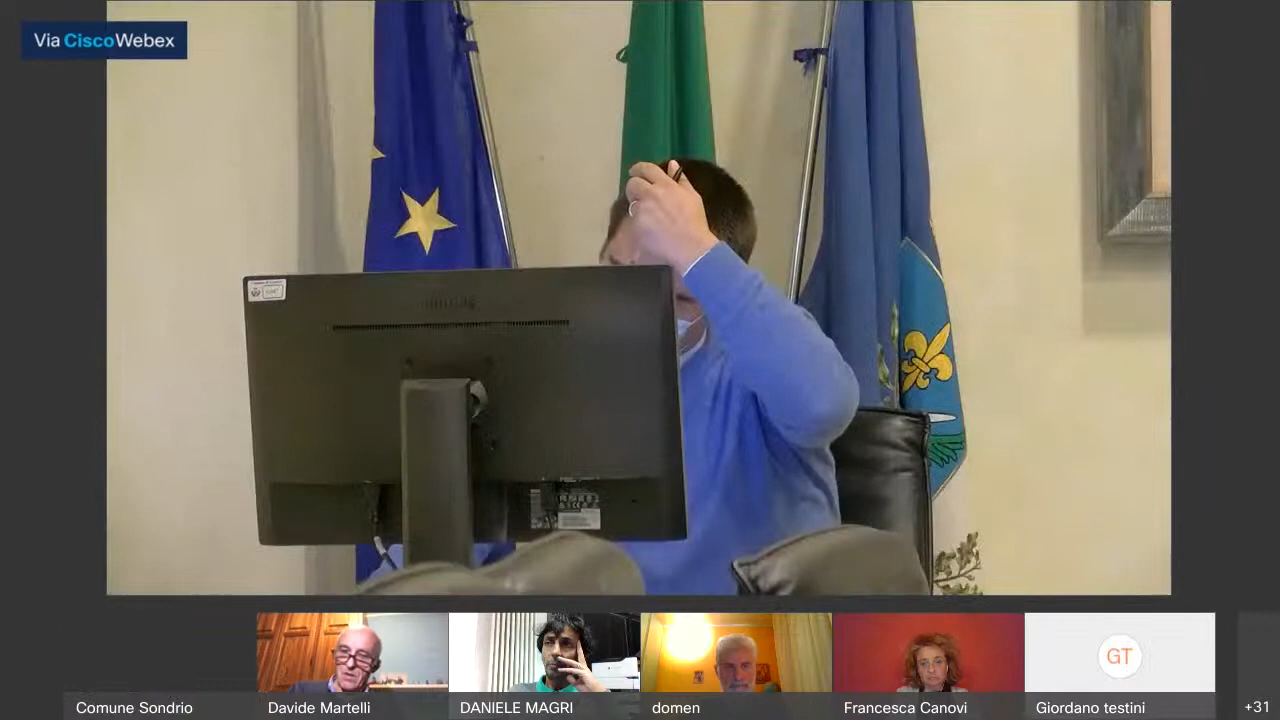 Via CiscoWebex
Comune Sondrio
Davide Martelli
DANIELE MAGRI
domen
Francesca Canovi
GT
Giordano testini
+31